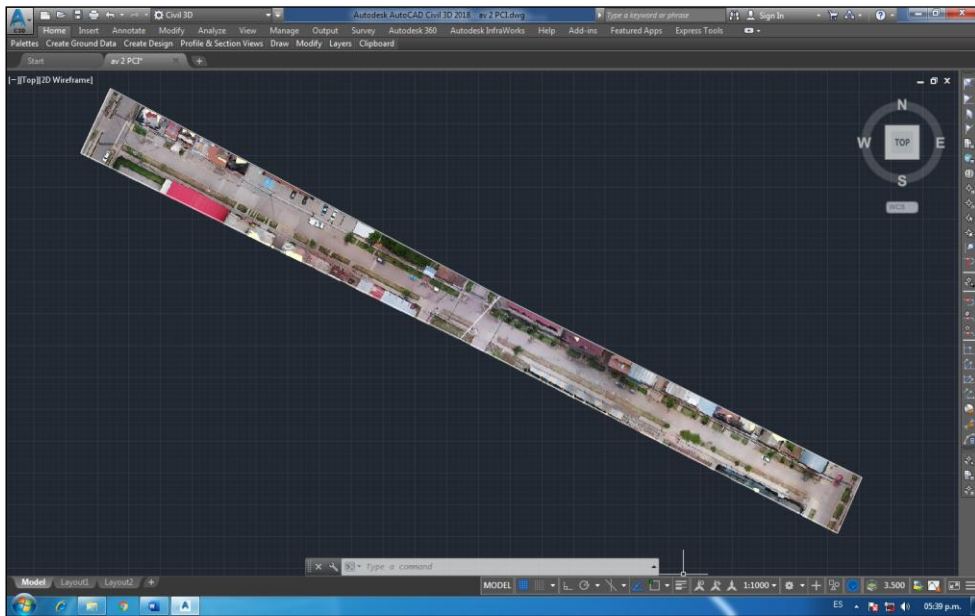 Civil 3D Autodesk AutoCAD Civil 3D 2018 av 2 PCI.dwg Type a keyword or phrase Sign In
C3D Home Insert Annotate Modify Analyze View Manage Output Survey Autodesk 360 Autodesk InfraWorks Help Add-ins Featured Apps Express Tools
Palettes Create Ground Data Create Design Profile & Section Views Draw Modify Layers Clipboard
Start av 2 PCI*
[−][Top][2D Wireframe]
N
W TOP E
S
WCS
Type a command
Model Layout1 Layout2 + MODEL 1:1000 3.500
ES 05:39 p.m.